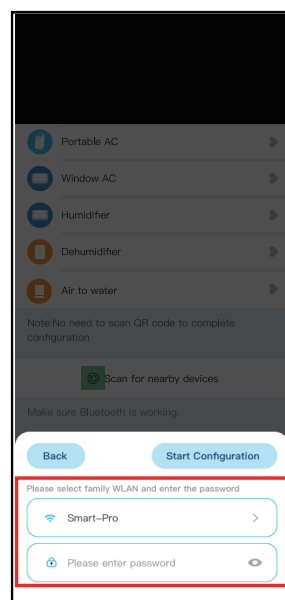 Portable AC
Window AC
Humidifier
Dehumidifier
Air to water
Note:No need to scan QR code to complete
configuration
Scan for nearby devices
Make sure Bluetooth is working.
Back
Start Configuration
Please select family WLAN and enter the password
Smart-Pro
Please enter password